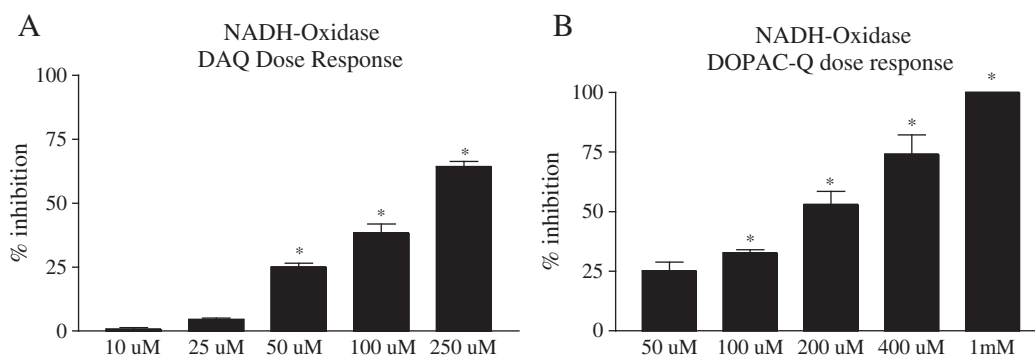 A
NADH-Oxidase
DAQ Dose Response
% inhibition
100
75
50
25
0
*
*
*
10 uM 25 uM 50 uM 100 uM 250 uM
B
NADH-Oxidase
DOPAC-Q dose response
% inhibition
100
75
50
25
0
*
*
*
*
50 uM 100 uM 200 uM 400 uM 1mM